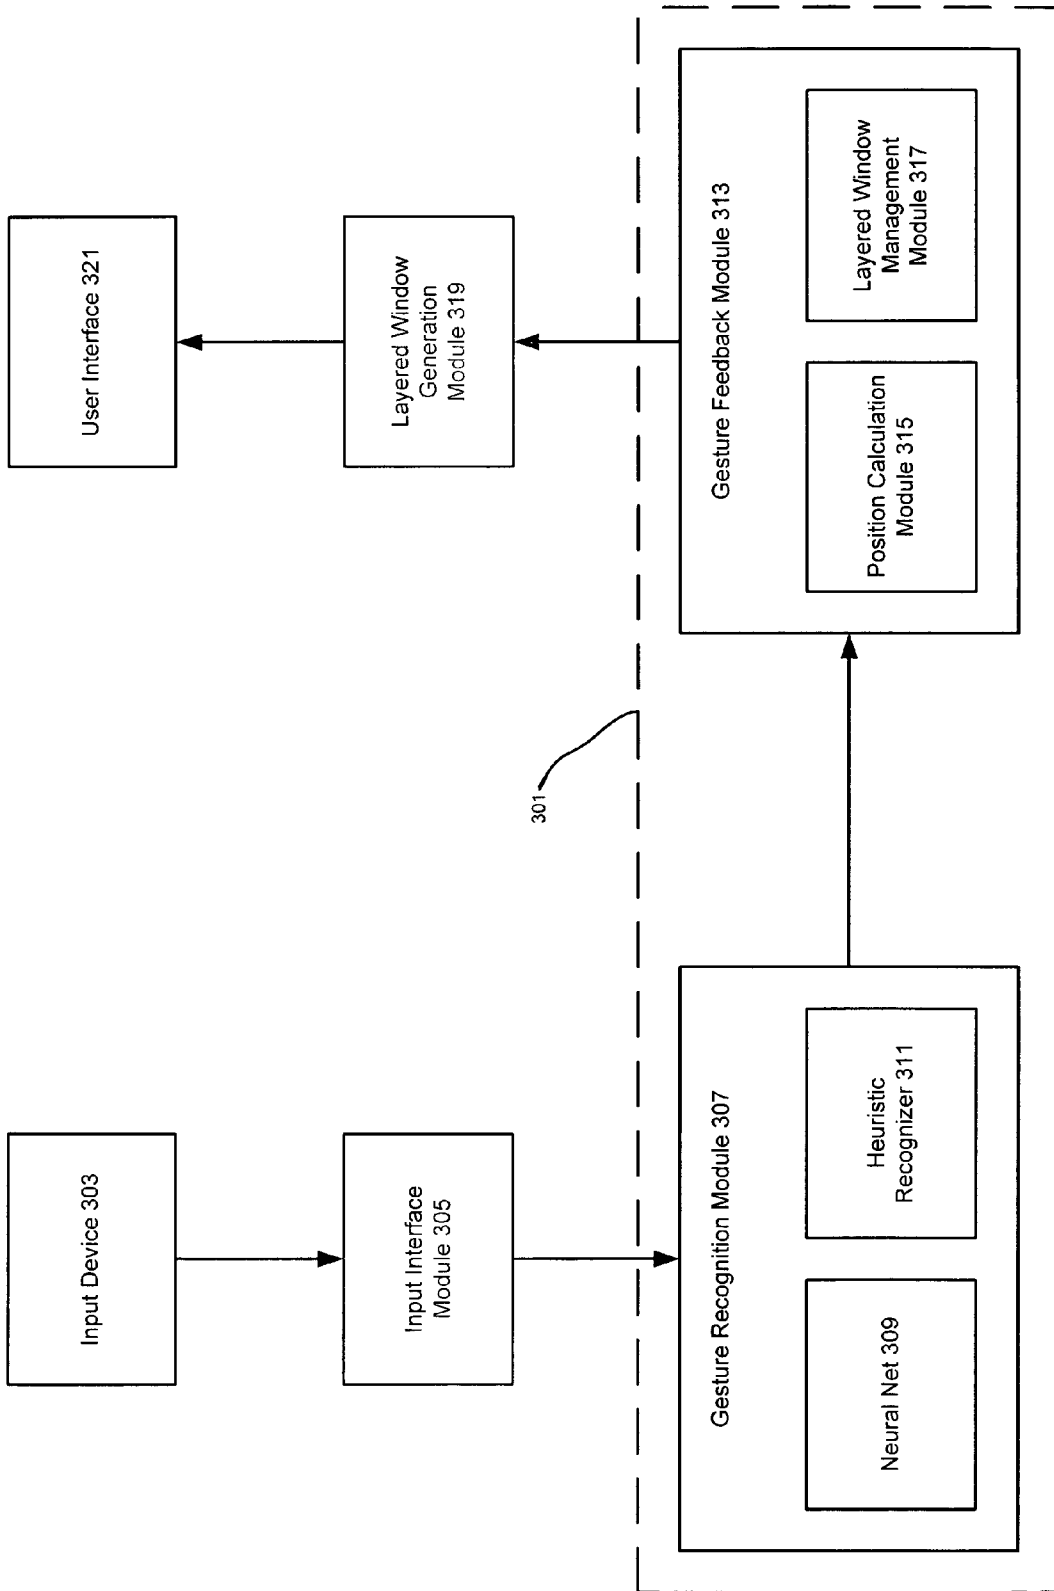 Input Device 303
Input Interface
Module 305
Gesture Recognition Module 307
Neural Net 309
Heuristic
Recognizer 311
301
User Interface 321
Layered Window
Generation
Module 319
Gesture Feedback Module 313
Position Calculation
Module 315
Layered Window
Management
Module 317